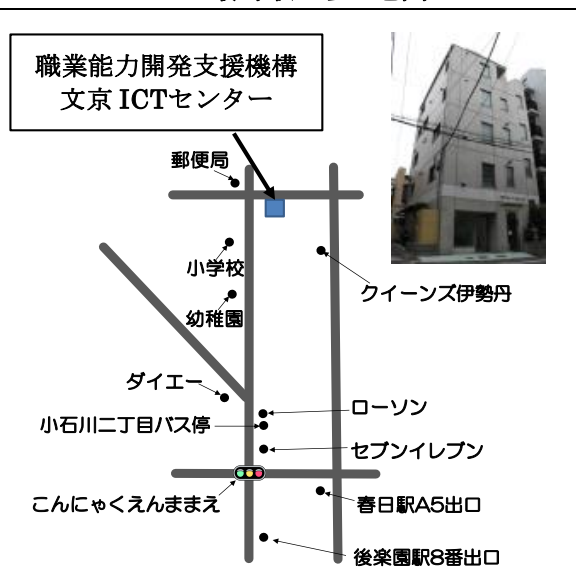 職業能力開発支援機構
文京 ICTセンター
郵便局
小学校
クイーンズ伊勢丹
幼稚園
ダイエー
ローソン
小石川二丁目バス停
セブンイレブン
こんにゃくえんままえ
春日駅A5出口
後楽園駅8番出口